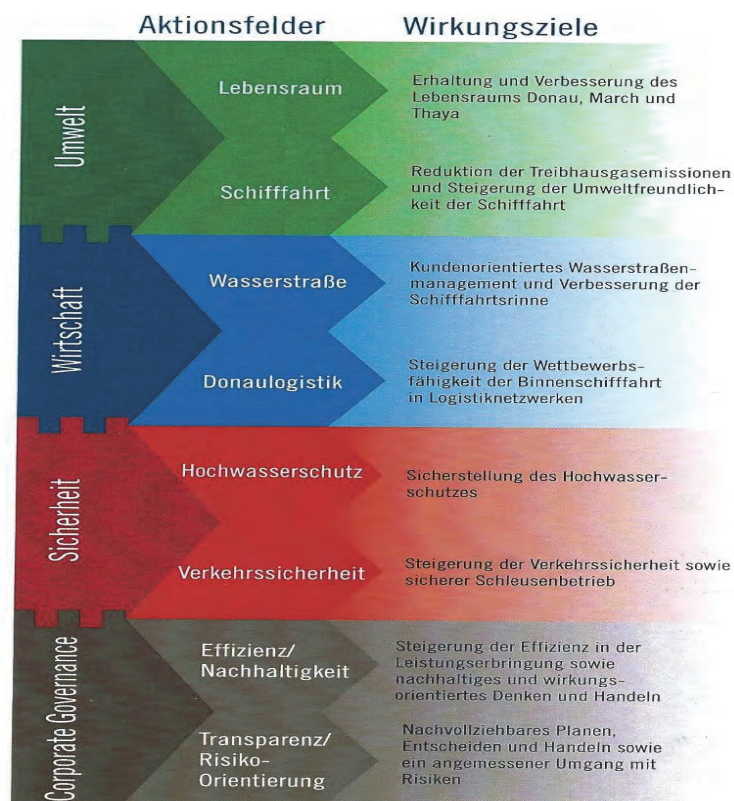 Aktionsfelder
Wirkungsziele
Umwelt
Lebensraum
Erhaltung und Verbesserung des
Lebensraums Donau, March und
Thaya
Schifffahrt
Reduktion der Treibhausgasemissionen
und Steigerung der Umweltfreundlich-
keit der Schifffahrt
Wirtschaft
Wasserstraße
Kundenorientiertes Wasserstraßen-
management und Verbesserung der
Schifffahrtsrinne
Donaulogistik
Steigerung der Wettbewerbs-
fähigkeit der Binnenschifffahrt
in Logistiknetzwerken
Sicherheit
Hochwasserschutz
Sicherstellung des Hochwasser-
schutzes
Verkehrssicherheit
Steigerung der Verkehrssicherheit sowie
sicherer Schleusenbetrieb
Corporate Governance
Effizienz/
Nachhaltigkeit
Steigerung der Effizienz in der
Leistungserbringung sowie
nachhaltiges und wirkungs-
orientiertes Denken und Handeln
Transparenz/
Risiko-
Orientierung
Nachvollziehbares Planen,
Entscheiden und Handeln sowie
ein angemessener Umgang mit
Risiken